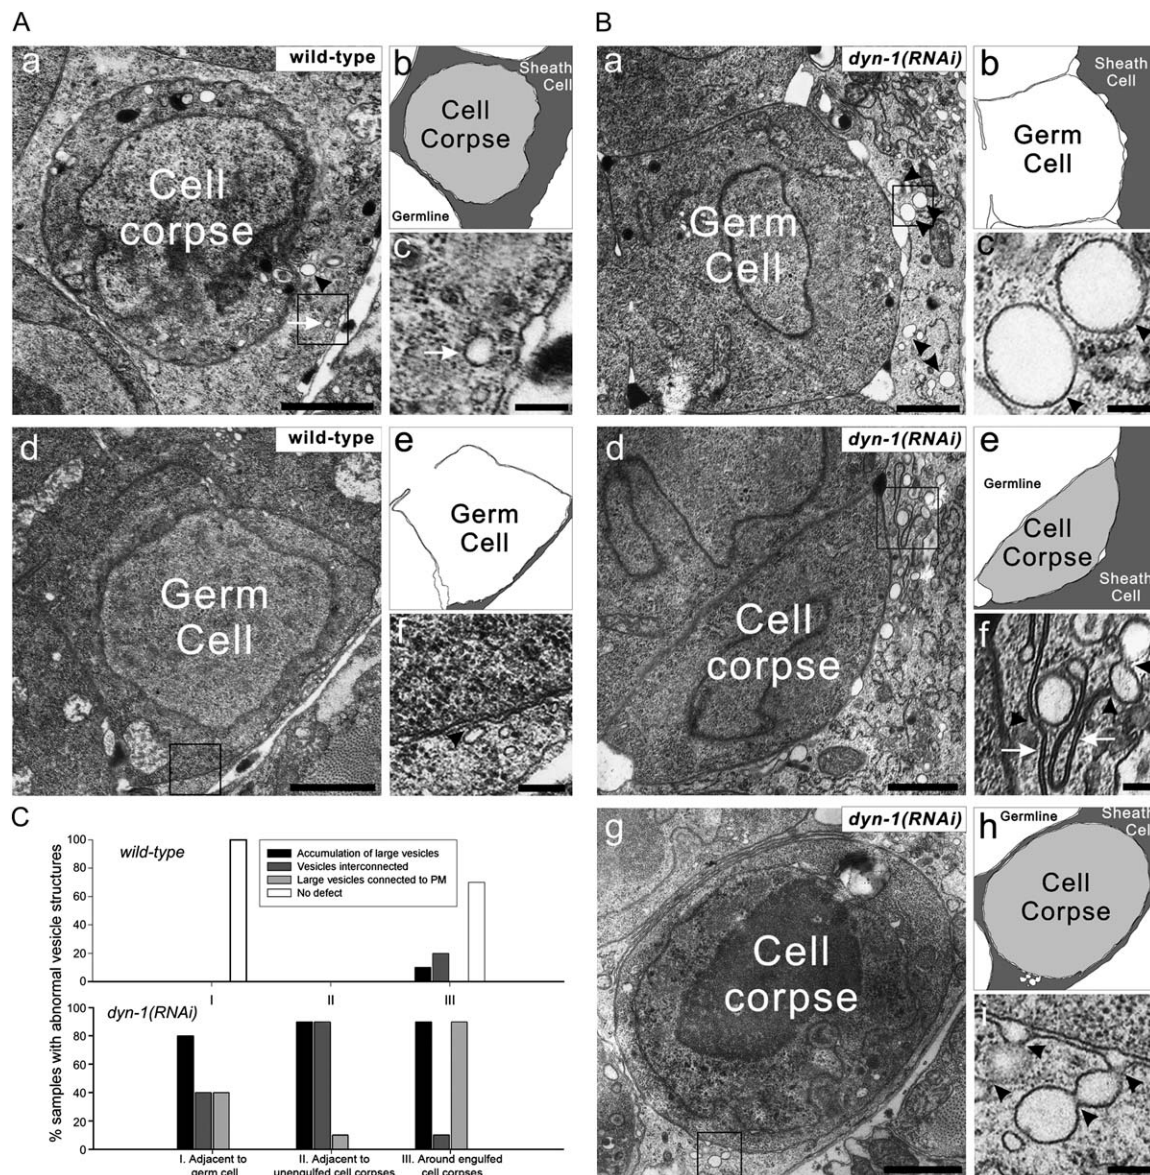 A
a
wild-type
Cell
corpse
b
Sheath
Cell
Cell
Corpse
Germline
c
d
wild-type
Germ
Cell
e
Germ
Cell
f
B
a
dyn-1(RNAi)
Germ
Cell
b
Sheath
Cell
Germ
Cell
c
d
dyn-1(RNAi)
Cell
corpse
e
Germline
Cell
Corpse
Sheath
Cell
f
g
dyn-1(RNAi)
Cell
corpse
h
Germline
Sheath
Cell
Cell
Corpse
i
C
% samples with abnormal vesicle structures
wild-type
Accumulation of large vesicles
Vesicles interconnected
Large vesicles connected to PM
No defect
100
80
60
40
20
0
I
II
III
dyn-1(RNAi)
100
80
60
40
20
0
I. Adjacent to
germ cell
II. Adjacent to
unengulfed cell corpses
III. Around engulfed
cell corpses